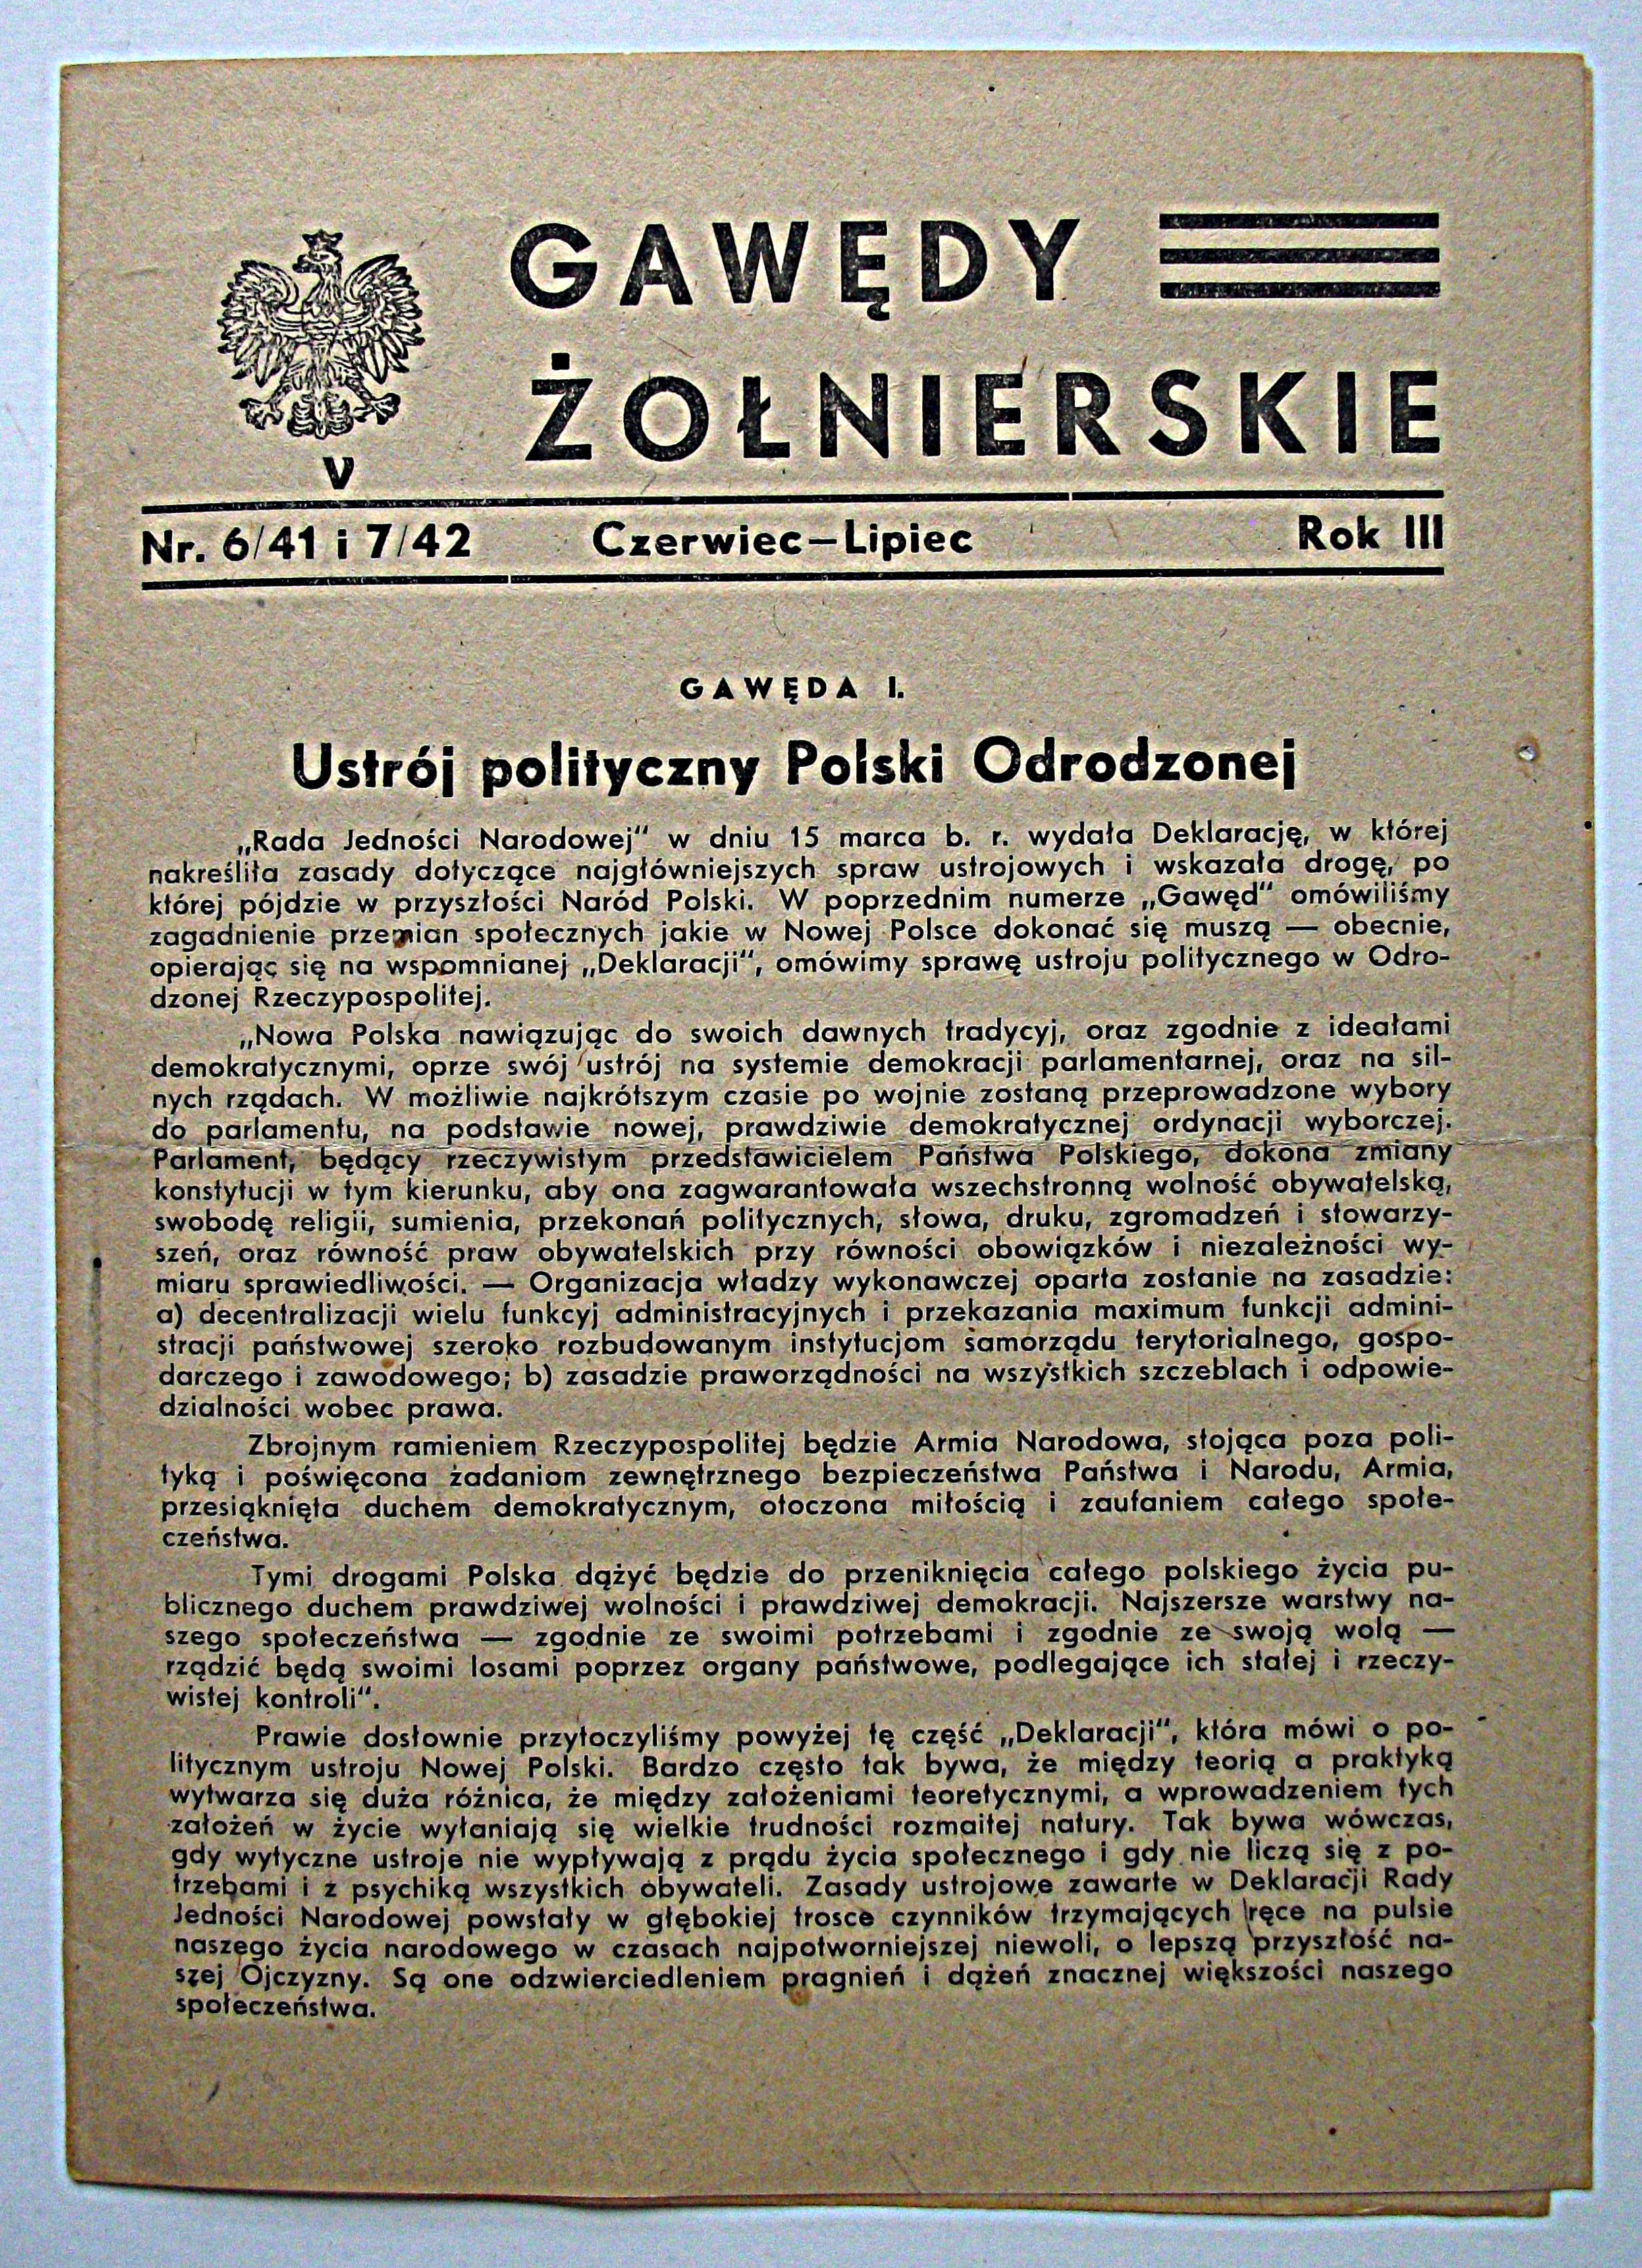 GAWĘDY
ŻOŁNIERSKIE
V
Nr. 6/41 i 7/42 Czerwiec–Lipiec Rok III
GAWĘDA I.
Ustrój polityczny Polski Odrodzonej
„Rada Jedności Narodowej" w dniu 15 marca b. r. wydała Deklarację, w której
nakreśliła zasady dotyczące najgłówniejszych spraw ustrojowych i wskazała drogę, po
której pójdzie w przyszłości Naród Polski. W poprzednim numerze „Gawęd" omówiliśmy
zagadnienie przemian społecznych jakie w Nowej Polsce dokonać się muszą — obecnie,
opierając się na wspomnianej „Deklaracji", omówimy sprawę ustroju politycznego w Odro-
dzonej Rzeczypospolitej.
„Nowa Polska nawiązując do swoich dawnych tradycyj, oraz zgodnie z ideałami
demokratycznymi, oprze swój ustrój na systemie demokracji parlamentarnej, oraz na sil-
nych rządach. W możliwie najkrótszym czasie po wojnie zostaną przeprowadzone wybory
do parlamentu, na podstawie nowej, prawdziwie demokratycznej ordynacji wyborczej.
Parlament, będący rzeczywistym przedstawicielem Państwa Polskiego, dokona zmiany
konstytucji w tym kierunku, aby ona zagwarantowała wszechstronną wolność obywatelską,
swobodę religii, sumienia, przekonań politycznych, słowa, druku, zgromadzeń i stowarzy-
szeń, oraz równość praw obywatelskich przy równości obowiązków i niezależności wy-
miaru sprawiedliwości. — Organizacja władzy wykonawczej oparta zostanie na zasadzie:
a) decentralizacji wielu funkcyj administracyjnych i przekazania maximum funkcji admini-
stracji państwowej szeroko rozbudowanym instytucjom samorządu terytorialnego, gospo-
darczego i zawodowego; b) zasadzie praworządności na wszystkich szczeblach i odpowie-
dzialności wobec prawa.
Zbrojnym ramieniem Rzeczypospolitej będzie Armia Narodowa, stojąca poza poli-
tyką i poświęcona zadaniom zewnętrznego bezpieczeństwa Państwa i Narodu, Armia,
przesiąknięta duchem demokratycznym, otoczona miłością i zaufaniem całego społe-
czeństwa.
Tymi drogami Polska dążyć będzie do przeniknięcia całego polskiego życia pu-
blicznego duchem prawdziwej wolności i prawdziwej demokracji. Najszersze warstwy na-
szego społeczeństwa — zgodnie ze swoimi potrzebami i zgodnie ze swoją wolą —
rządzić będą swoimi losami poprzez organy państwowe, podlegające ich stałej i rzeczy-
wistej kontroli".
Prawie dosłownie przytoczyliśmy powyżej tę część „Deklaracji", która mówi o po-
litycznym ustroju Nowej Polski. Bardzo często tak bywa, że między teorią a praktyką
wytwarza się duża różnica, że między założeniami teoretycznymi, a wprowadzeniem tych
założeń w życie wyłaniają się wielkie trudności rozmaitej natury. Tak bywa wówczas,
gdy wytyczne ustroje nie wypływają z prądu życia społecznego i gdy nie liczą się z po-
trzebami i z psychiką wszystkich obywateli. Zasady ustrojowe zawarte w Deklaracji Rady
Jedności Narodowej powstały w głębokiej trosce czynników trzymających ręce na pulsie
naszego życia narodowego w czasach najpotworniejszej niewoli, o lepszą przyszłość na-
szej Ojczyzny. Są one odzwierciedleniem pragnień i dążeń znacznej większości naszego
społeczeństwa.